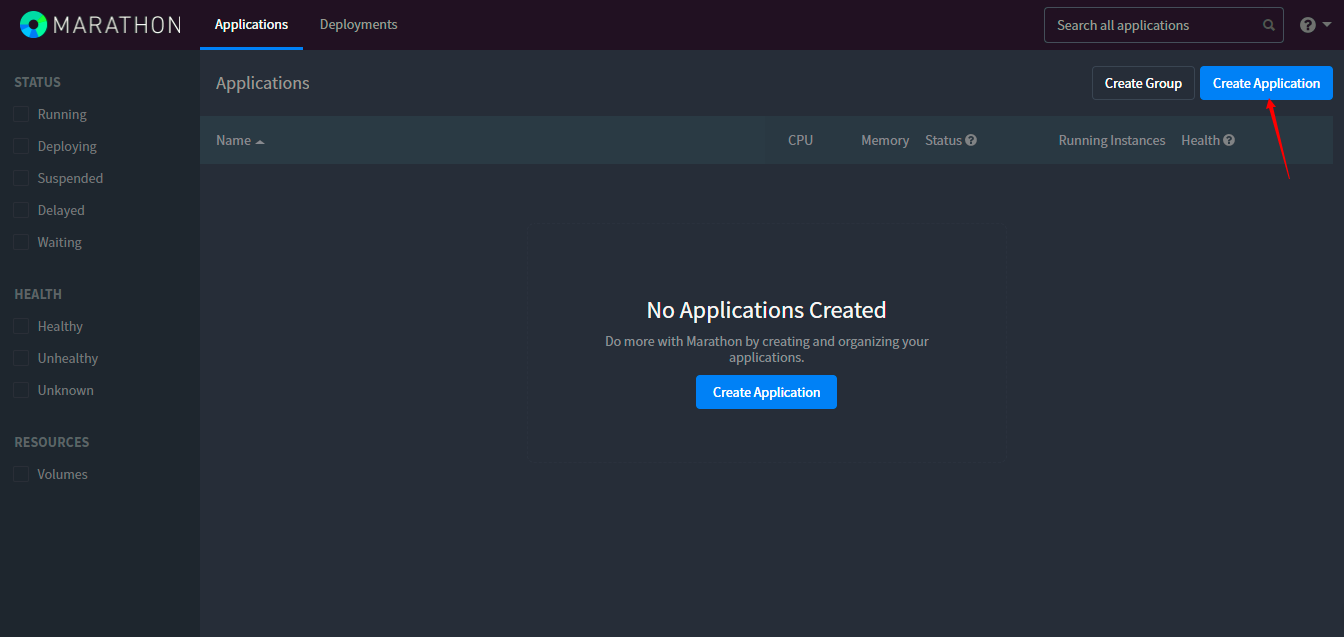 MARATHON
Applications
Deployments
Search all applications
STATUS
Running
Deploying
Suspended
Delayed
Waiting
HEALTH
Healthy
Unhealthy
Unknown
RESOURCES
Volumes
Applications
Create Group
Create Application
Name CPU Memory Status Running Instances Health
No Applications Created
Do more with Marathon by creating and organizing your
applications.
Create Application